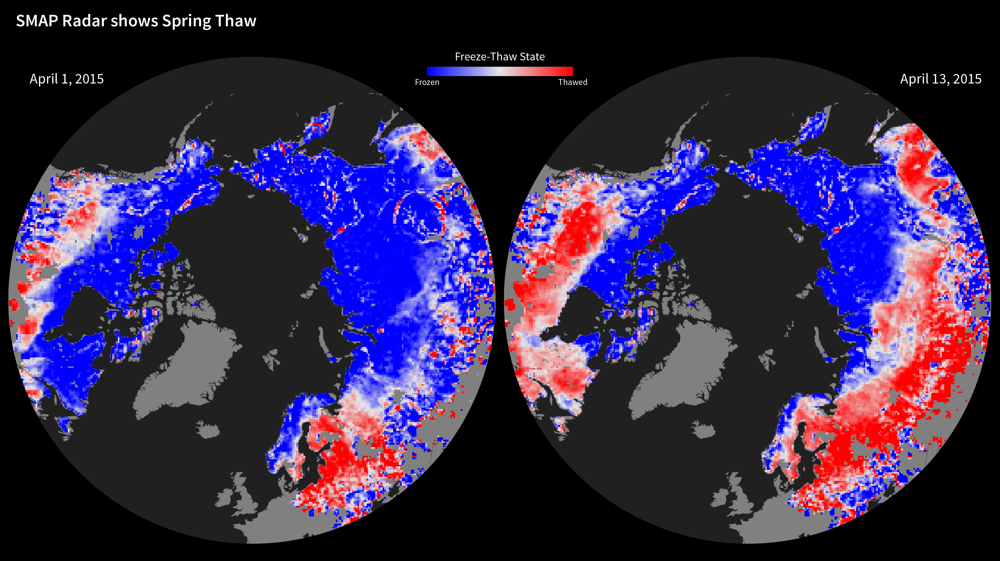 SMAP Radar shows Spring Thaw
Freeze-Thaw State
Frozen Thawed
April 1, 2015
April 13, 2015